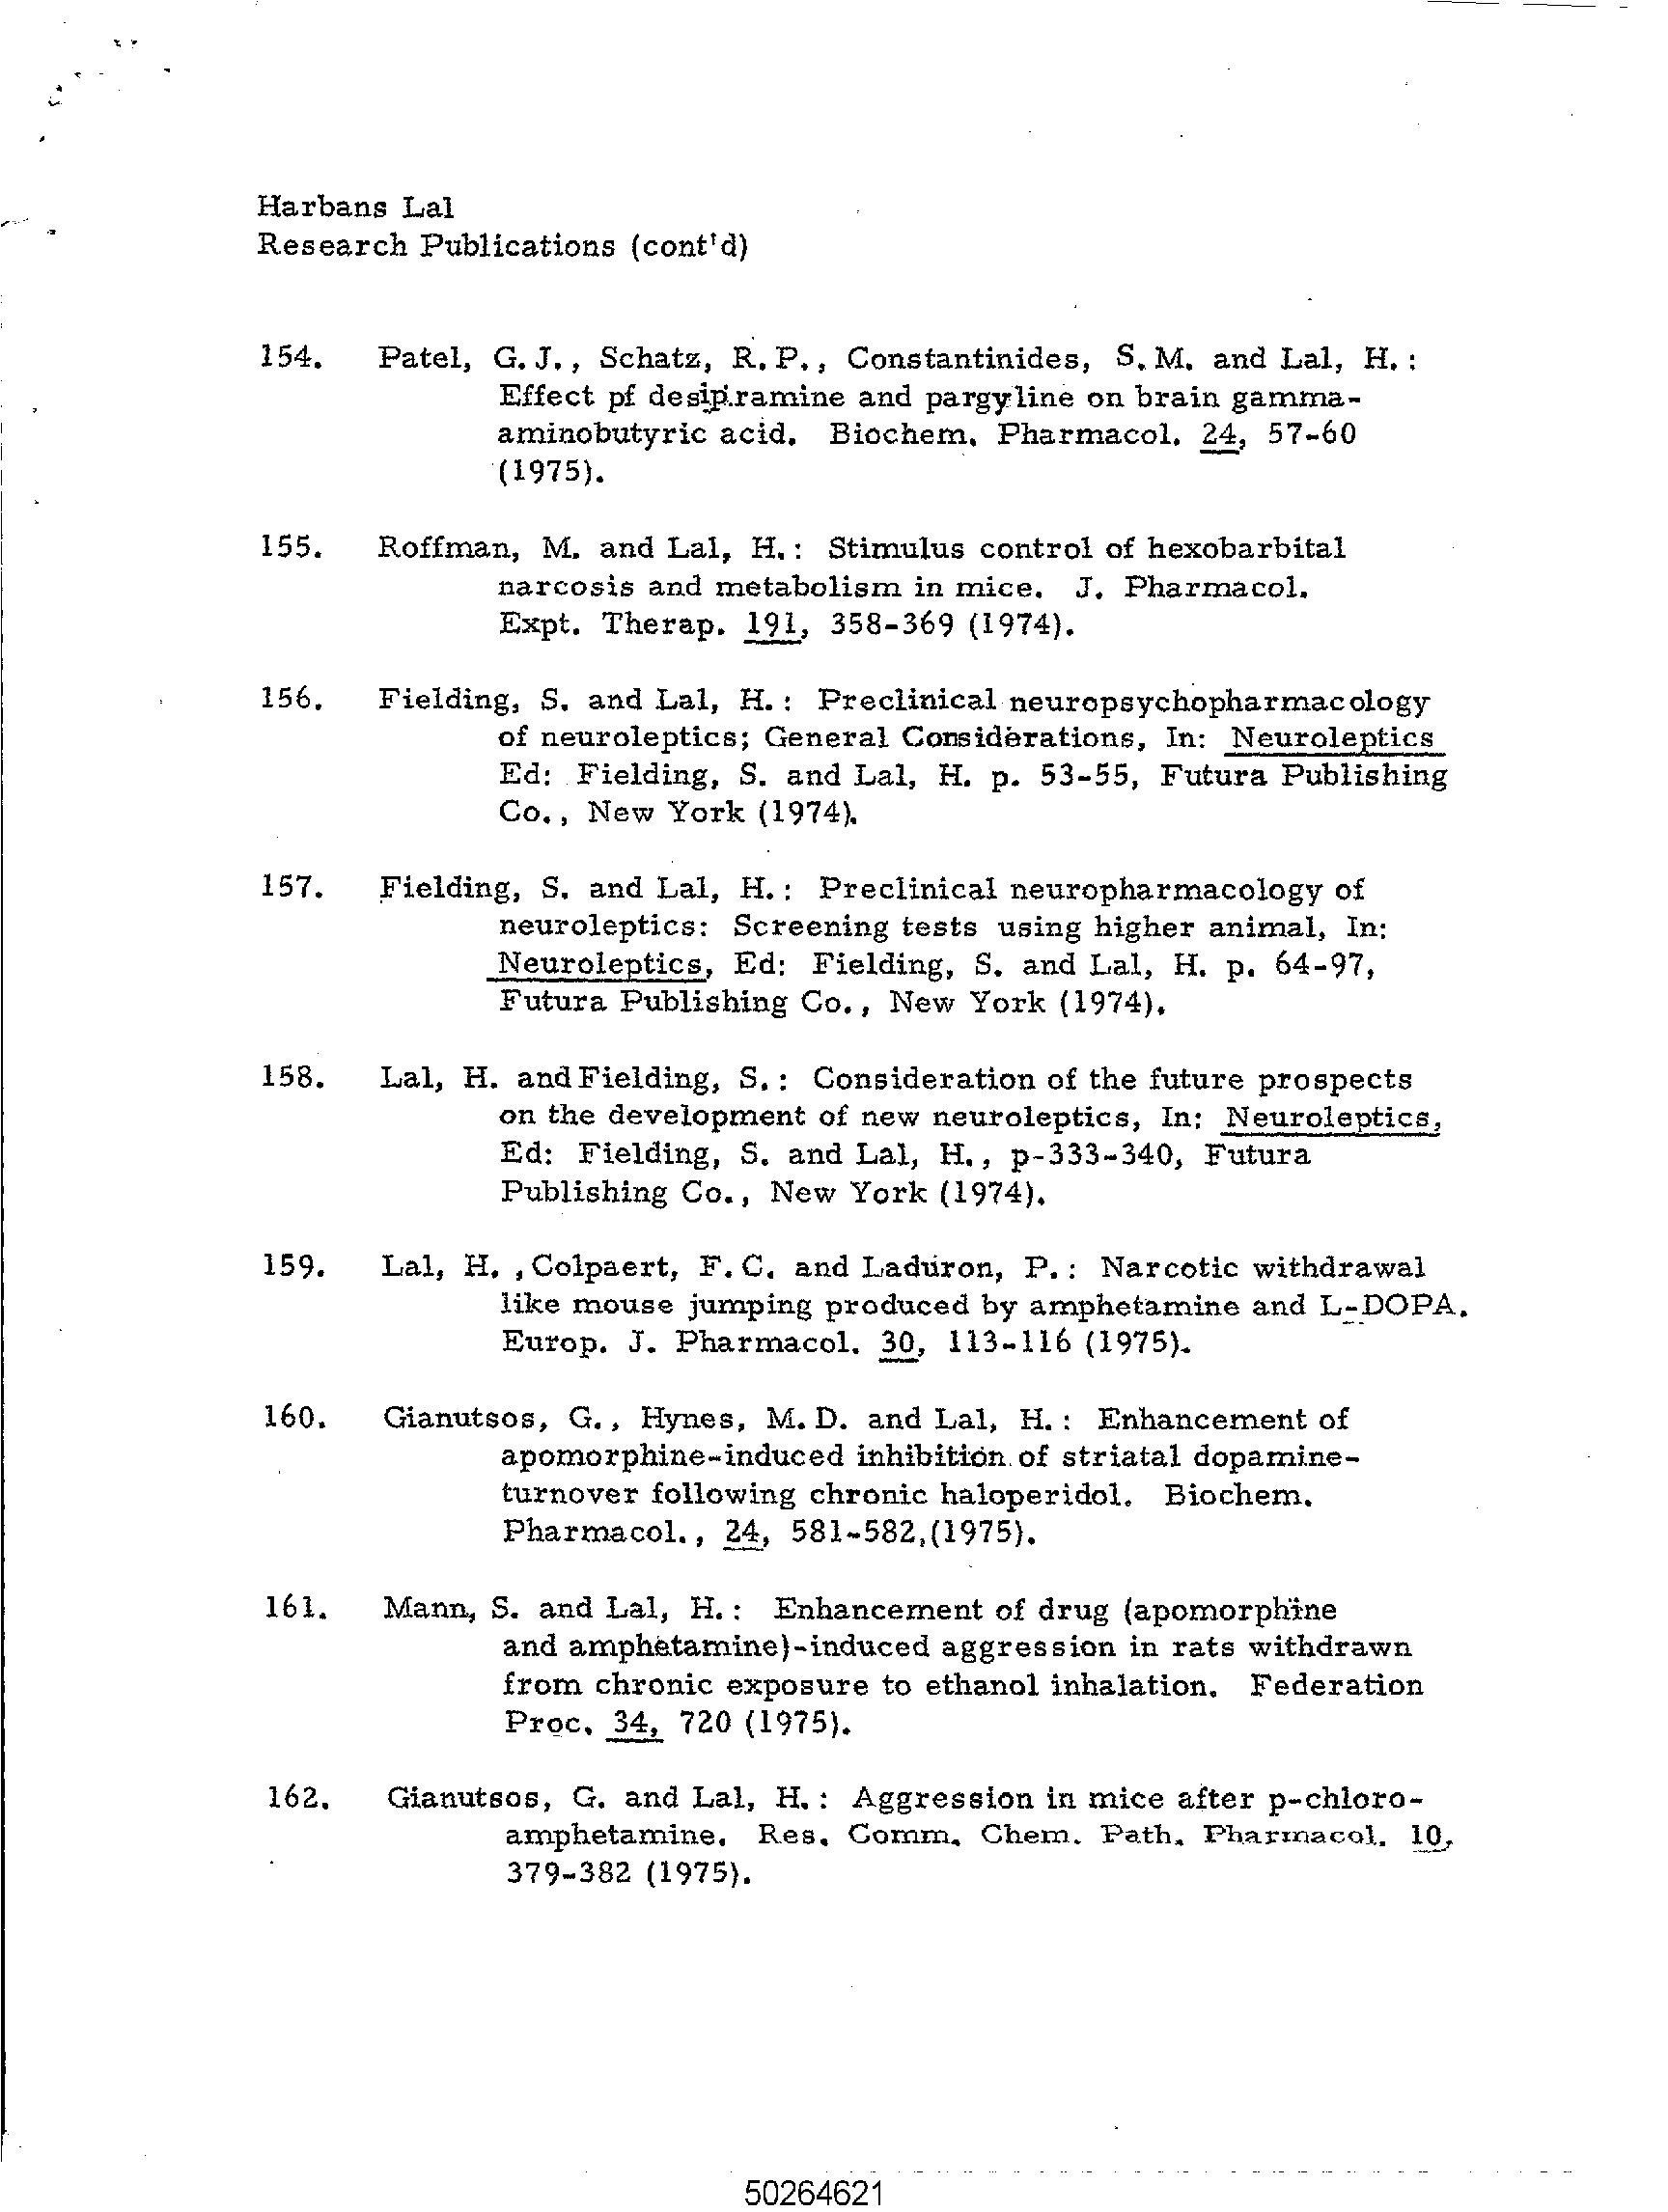 Harbans Lal
Research Publications (cont'd)
154. Patel, G.J., Schatz, R.P., Constantinides, S.M. and Lal, H.:
Effect pf desipramine and pargyline on brain gamma-
aminobutyric acid. Biochem. Pharmacol. 24, 57-60
(1975).
155. Roffman, M. and Lal, H.: Stimulus control of hexobarbital
narcosis and metabolism in mice. J. Pharmacol.
Expt. Therap. 191, 358-369 (1974).
156. Fielding, S. and Lal, H.: Preclinical neuropsychopharmacology
of neuroleptics; General Considerations, In: Neuroleptics
Ed: Fielding, S. and Lal, H. p. 53-55, Futura Publishing
Co., New York (1974).
157. Fielding, S. and Lal, H.: Preclinical neuropharmacology of
neuroleptics: Screening tests using higher animal, In:
Neuroleptics, Ed: Fielding, S. and Lal, H. p. 64-97,
Futura Publishing Co., New York (1974).
158. Lal, H. and Fielding, S.: Consideration of the future prospects
on the development of new neuroleptics, In: Neuroleptics,
Ed: Fielding, S. and Lal, H., p-333-340, Futura
Publishing Co., New York (1974).
159. Lal, H. , Colpaert, F.C. and Laduron, P.: Narcotic withdrawal
like mouse jumping produced by amphetamine and L-DOPA.
Europ. J. Pharmacol. 30, 113-116 (1975).
160. Gianutsos, G., Hynes, M.D. and Lal, H.: Enhancement of
apomorphine-induced inhibition of striatal dopamine-
turnover following chronic haloperidol. Biochem.
Pharmacol., 24, 581-582,(1975).
161. Mann, S. and Lal, H.: Enhancement of drug (apomorphine
and amphetamine)-induced aggression in rats withdrawn
from chronic exposure to ethanol inhalation. Federation
Proc. 34, 720 (1975).
162. Gianutsos, G. and Lal, H.: Aggression in mice after p-chloro-
amphetamine. Res. Comm. Chem. Path. Pharmacol. 10,
379-382 (1975).
50264621